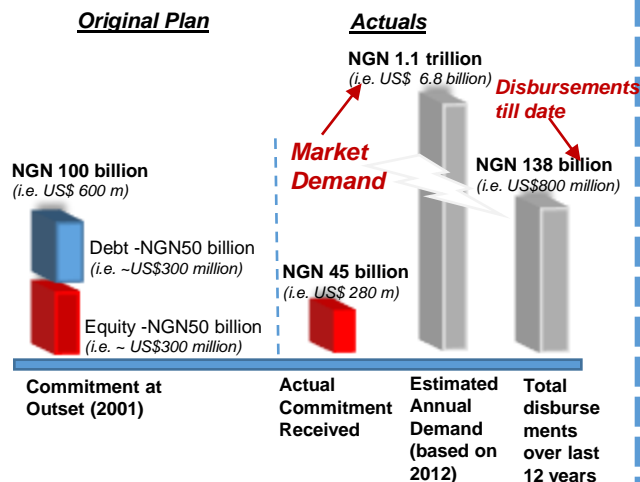 Original Plan
Actuals
NGN 1.1 trillion
(i.e. US$ 6.8 billion)
Disbursements
till date
Market
Demand
NGN 100 billion
(i.e. US$ 600 m)
NGN 138 billion
(i.e. US$800 million)
Debt -NGN50 billion
(i.e. ~US$300 million)
NGN 45 billion
(i.e. US$ 280 m)
Equity -NGN50 billion
(i.e. ~ US$300 million)
Commitment at
Outset (2001)
Actual
Commitment
Received
Estimated
Annual
Demand
(based on
2012)
Total
disburse
ments
over last
12 years